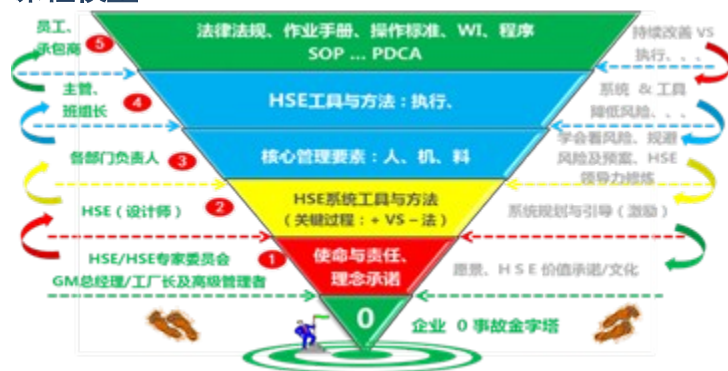 员工、
承包商
5
法律法规、作业手册、操作标准、WI、程序
SOP ... PDCA
持续改善 VS
执行、、、
主管、
班组长
4
HSE工具与方法：执行、
系统 & 工具
降低风险、、、
各部门负责人
3
核心管理要素：人、机、料
学会看风险、规避
风险及预案、HSE
领导力修炼
HSE（设计师）
2
HSE系统工具与方法
（关键过程：+ VS－法）
系统规划与引导（激励）
HSE/HSE专家委员会
GM总经理/工厂长及高级管理者
1
使命与责任、
理念承诺
愿景、H S E 价值承诺/文化
0
企业 0 事故金字塔